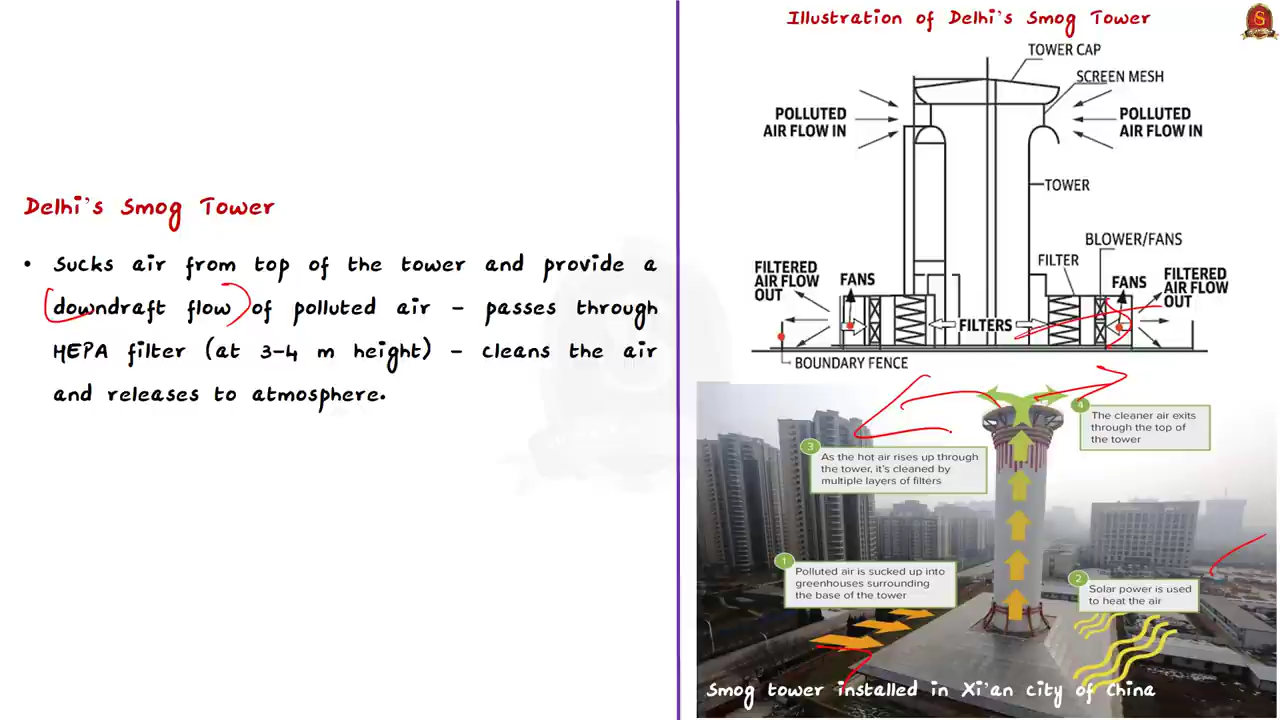 Delhi's Smog Tower
• Sucks air from top of the tower and provide a
downdraft flow of polluted air – passes through
HEPA filter (at 3-4 m height) – cleans the air
and releases to atmosphere.
Illustration of Delhi's Smog Tower
TOWER CAP
SCREEN MESH
POLLUTED
AIR FLOW IN
POLLUTED
AIR FLOW IN
TOWER
BLOWER/FANS
FILTER
FILTERED
AIR FLOW
OUT
FANS
FANS
FILTERED
AIR FLOW
OUT
FILTERS
BOUNDARY FENCE
4
The cleaner air exits
through the top of
the tower
3
As the hot air rises up through
the tower, it's cleaned by
multiple layers of filters
1
Polluted air is sucked up into
greenhouses surrounding
the base of the tower
2
Solar power is used
to heat the air
Smog tower installed in Xi'an city of China